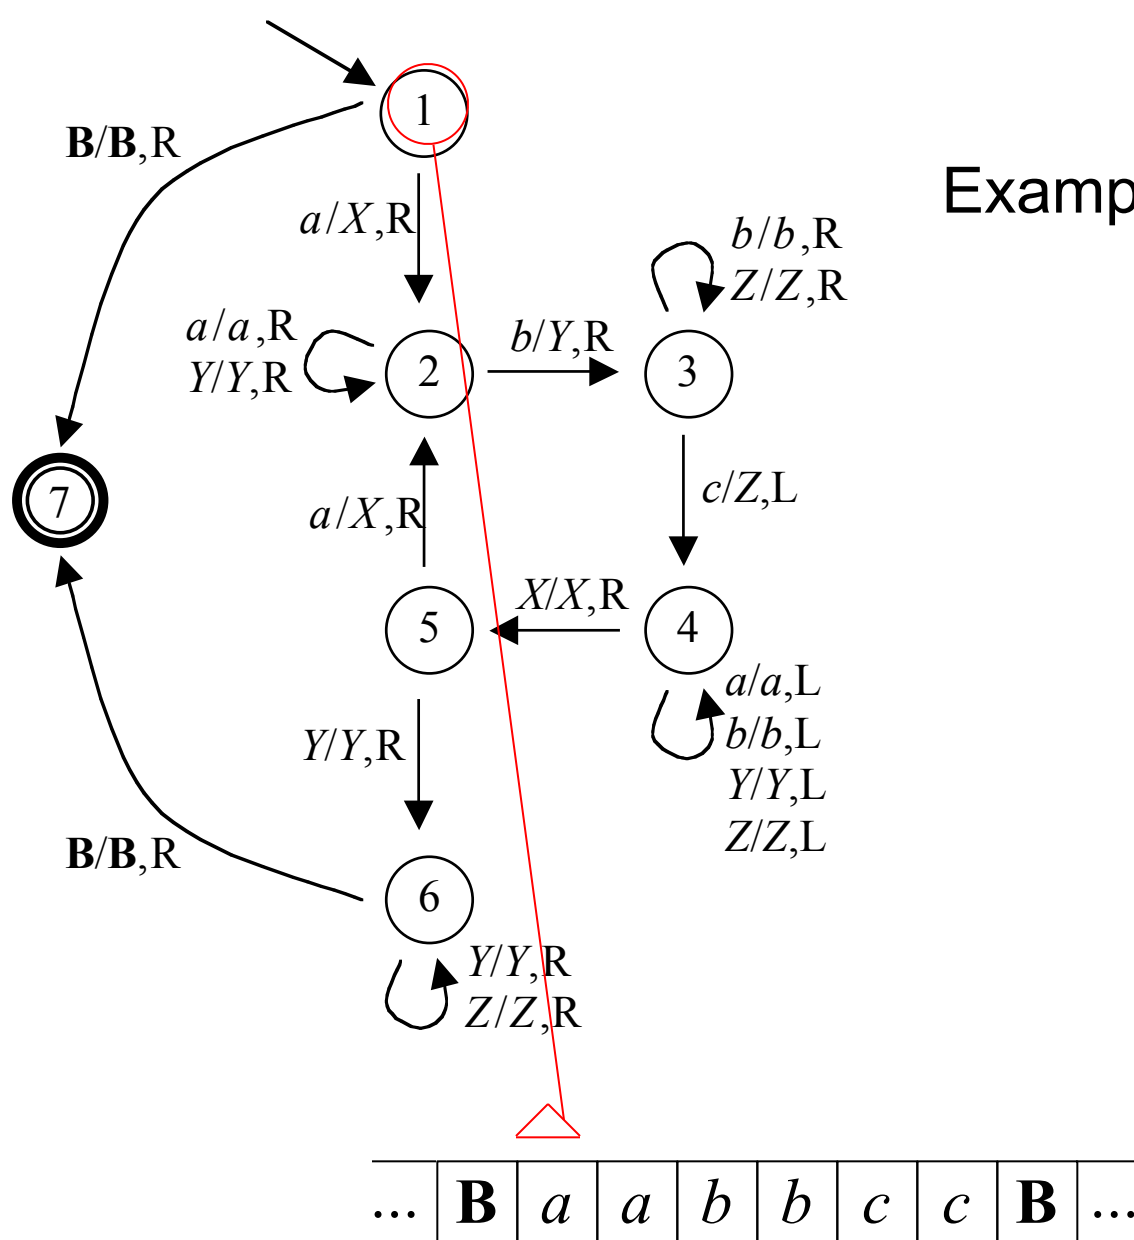 1
B/B,R
Examp
a/X,R
b/b,R
Z/Z,R
a/a,R
Y/Y,R
2
b/Y,R
3
7
a/X,R
c/Z,L
5
X/X,R
4
a/a,L
b/b,L
Y/Y,L
Z/Z,L
Y/Y,R
B/B,R
6
Y/Y,R
Z/Z,R
... B a a b b c c B ...